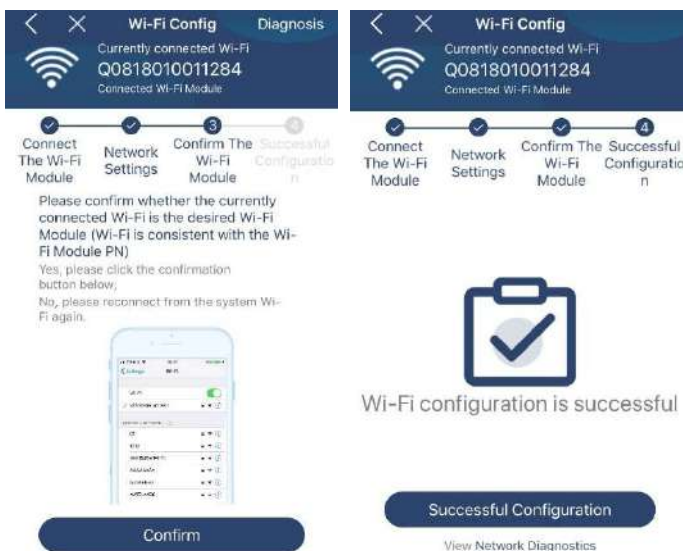 Wi-Fi Config
Diagnosis
Currently connected Wi-Fi
Q0818010011284
Connected Wi-Fi Module
Connect
The Wi-Fi
Module
Network
Settings
3
Confirm The
Wi-Fi
Module
4
Successful
Configuratio
n
Please confirm whether the currently
connected Wi-Fi is the desired Wi-Fi
Module (Wi-Fi is consistent with the Wi-
Fi Module PN)
Yes, please click the confirmation
button below;
No, please reconnect from the system Wi-
Fi again.
Confirm
Wi-Fi Config
Currently connected Wi-Fi
Q0818010011284
Connected Wi-Fi Module
Connect
The Wi-Fi
Module
Network
Settings
Confirm The
Wi-Fi
Module
4
Successful
Configuratio
n
Wi-Fi configuration is successful
Successful Configuration
View Network Diagnostics